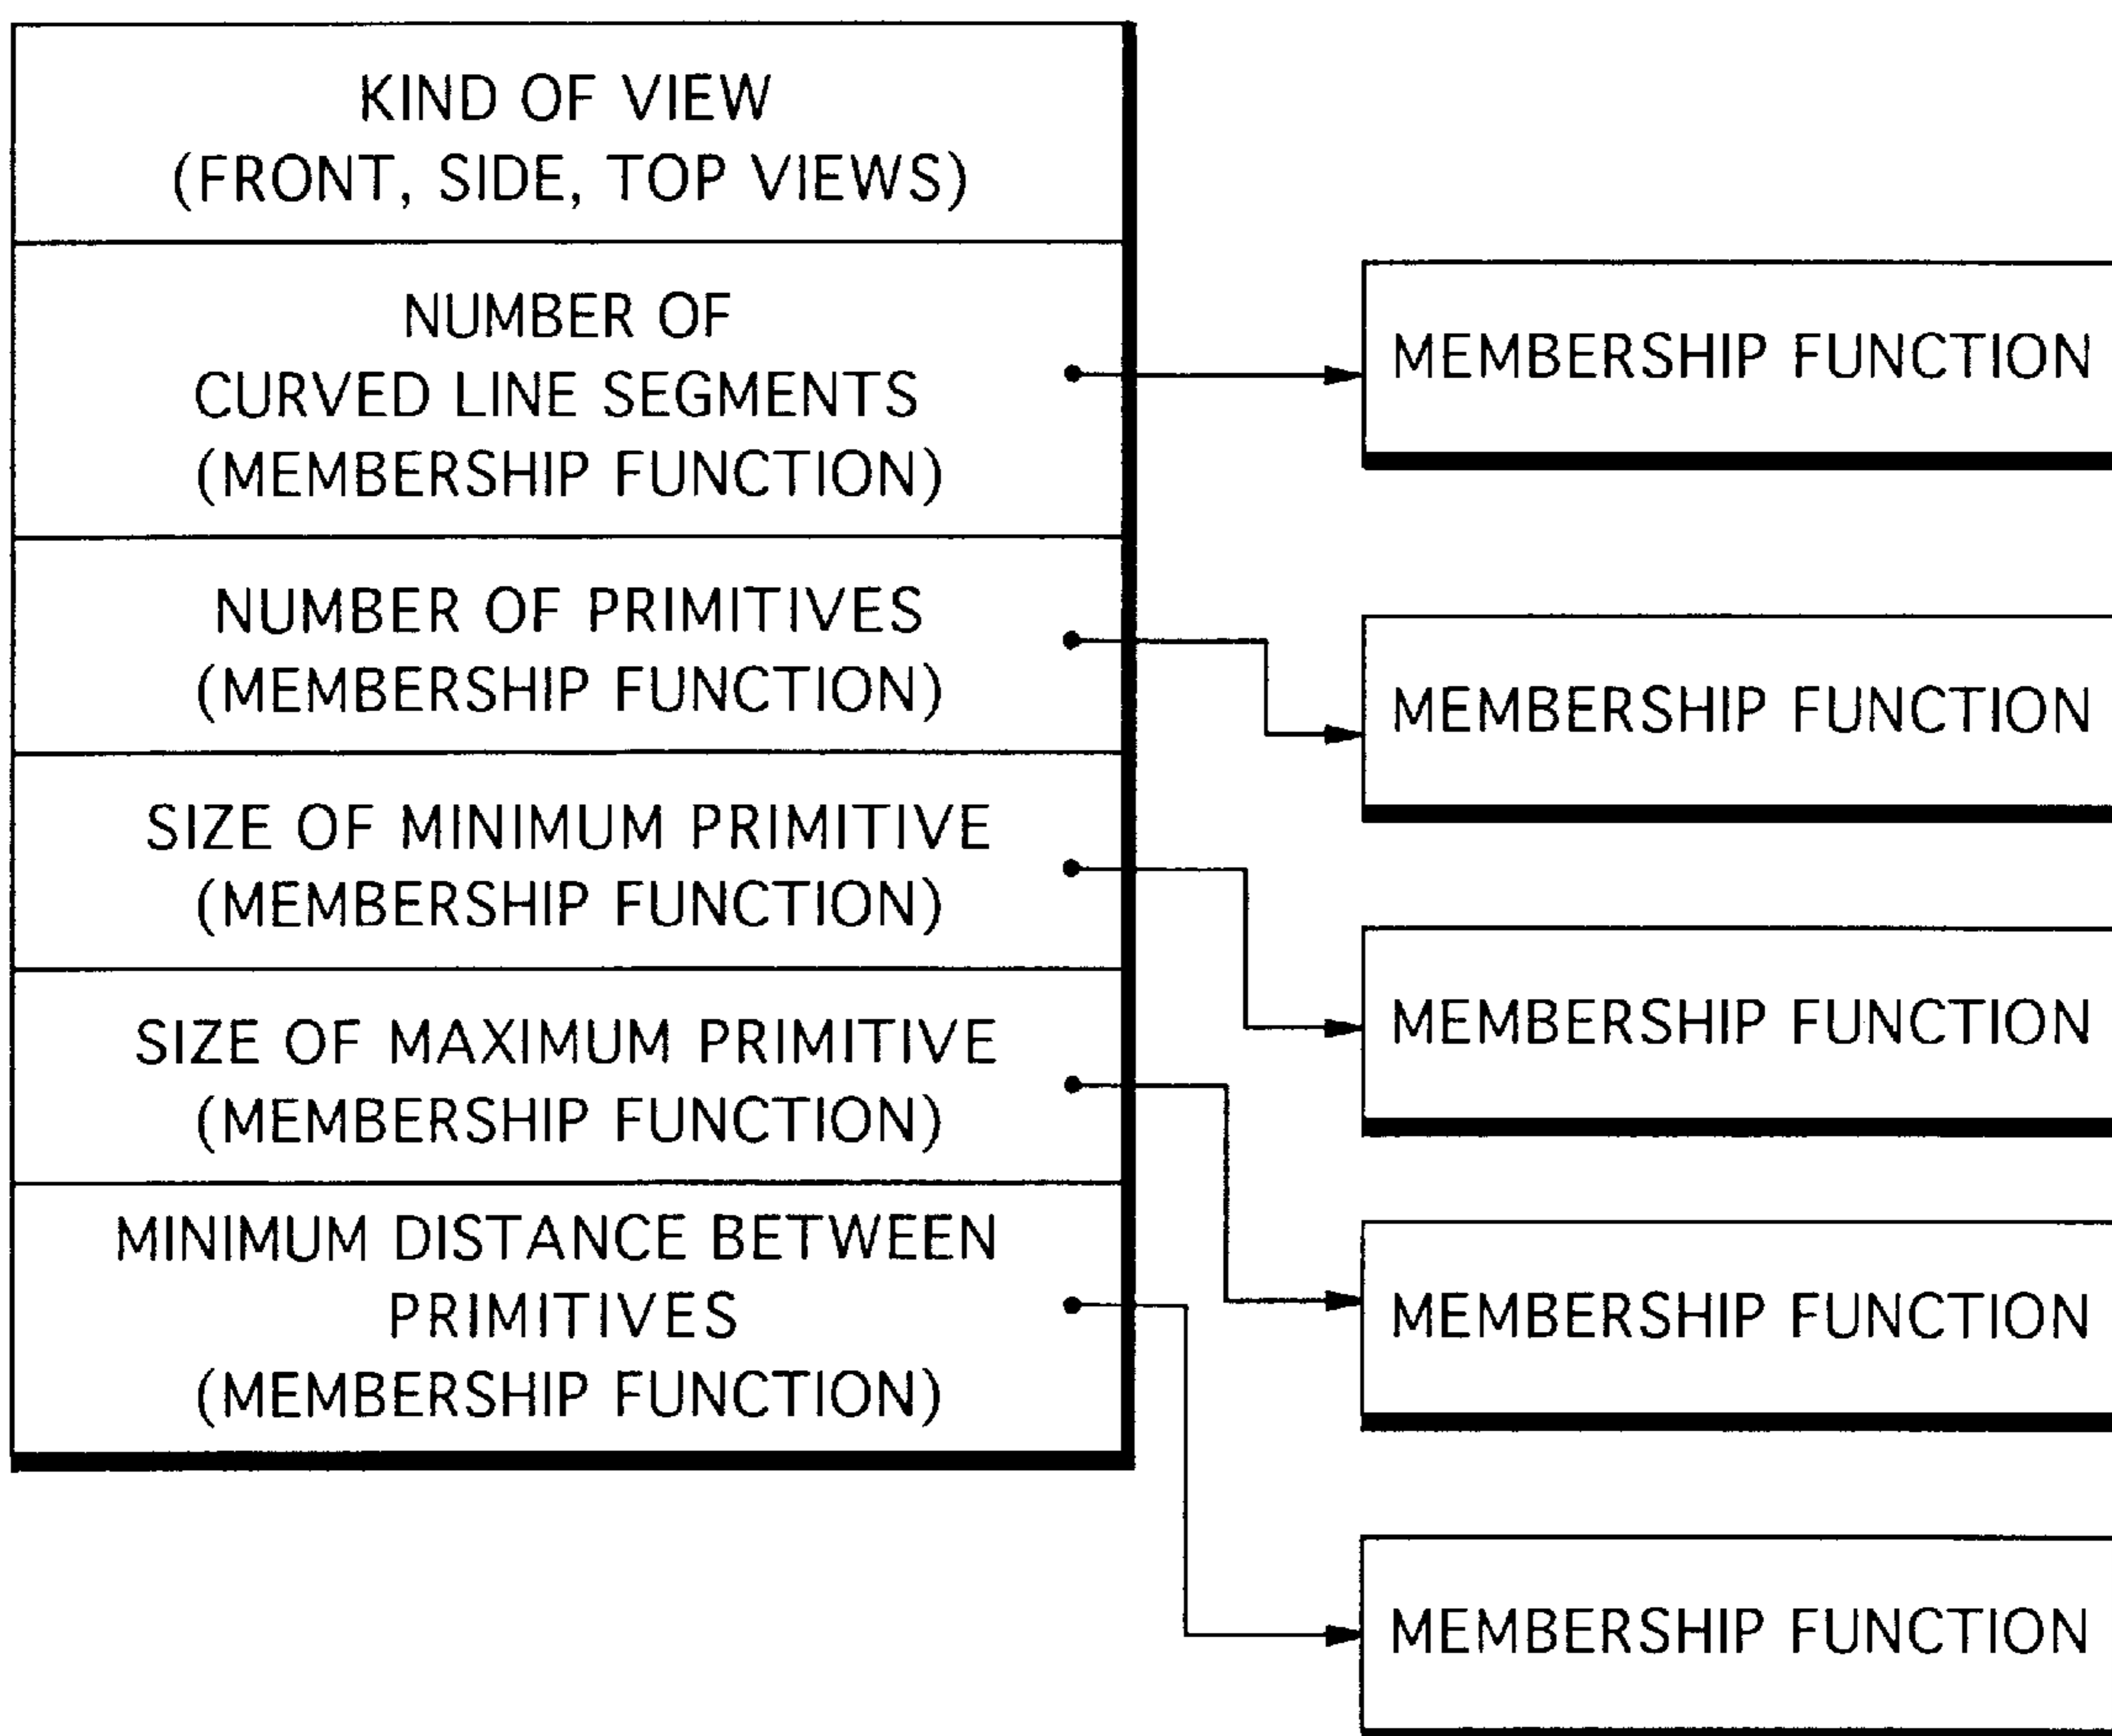 KIND OF VIEW
(FRONT, SIDE, TOP VIEWS)
NUMBER OF
CURVED LINE SEGMENTS
(MEMBERSHIP FUNCTION)
NUMBER OF PRIMITIVES
(MEMBERSHIP FUNCTION)
SIZE OF MINIMUM PRIMITIVE
(MEMBERSHIP FUNCTION)
SIZE OF MAXIMUM PRIMITIVE
(MEMBERSHIP FUNCTION)
MINIMUM DISTANCE BETWEEN
PRIMITIVES
(MEMBERSHIP FUNCTION)
MEMBERSHIP FUNCTION
MEMBERSHIP FUNCTION
MEMBERSHIP FUNCTION
MEMBERSHIP FUNCTION
MEMBERSHIP FUNCTION